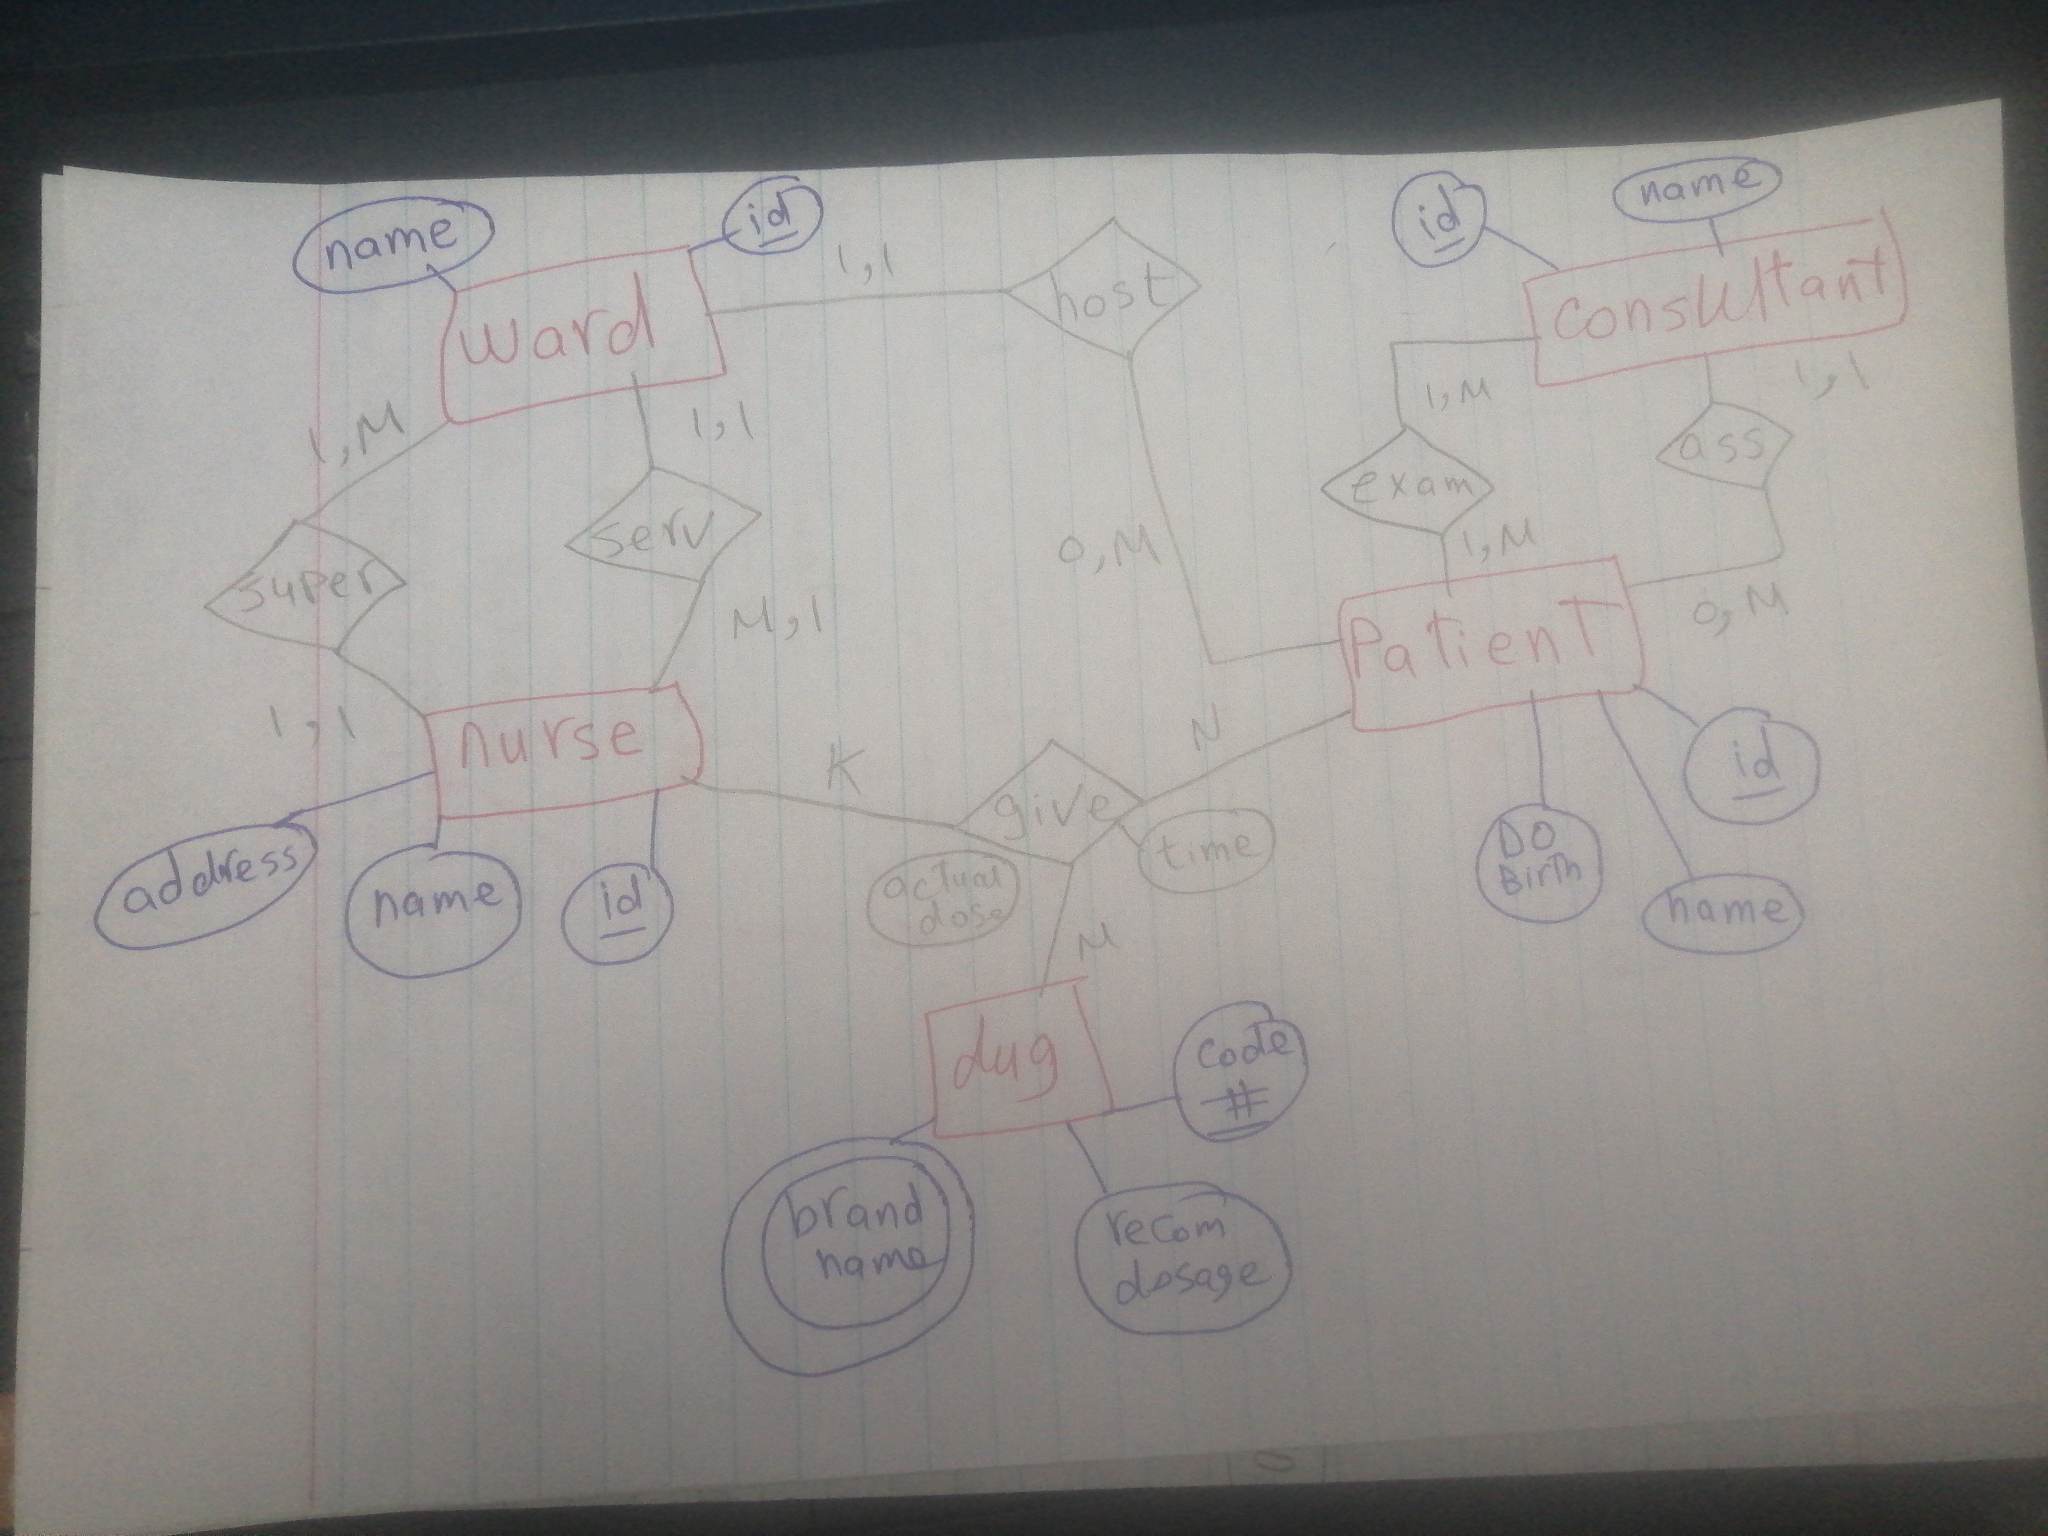 name
id
ward
1,1
host
id
name
consultant
1,M
1,1
1,M
1,1
exam
ass
super
serv
0,M
1,M
M,1
Patient
0,M
1,1
nurse
K
give
N
time
actual
dose
id
DO
Birth
name
address
name
id
M
dug
code
#
brand
name
recom
dosage